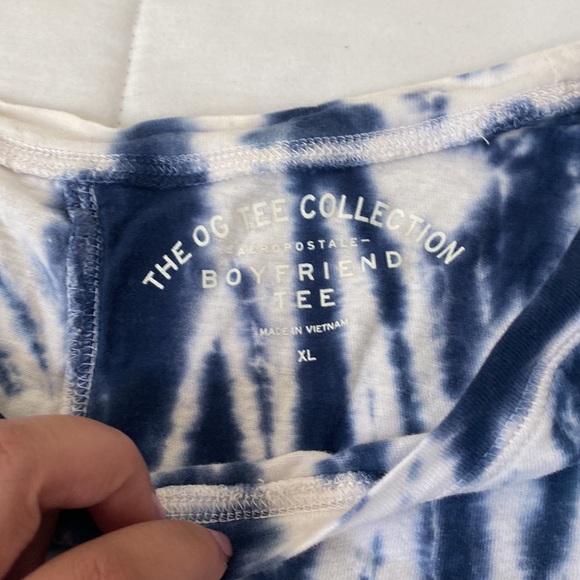 THE OG TEE COLLECTION
—AEROPOSTALE—
BOYFRIEND
TEE
MADE IN VIETNAM
XL